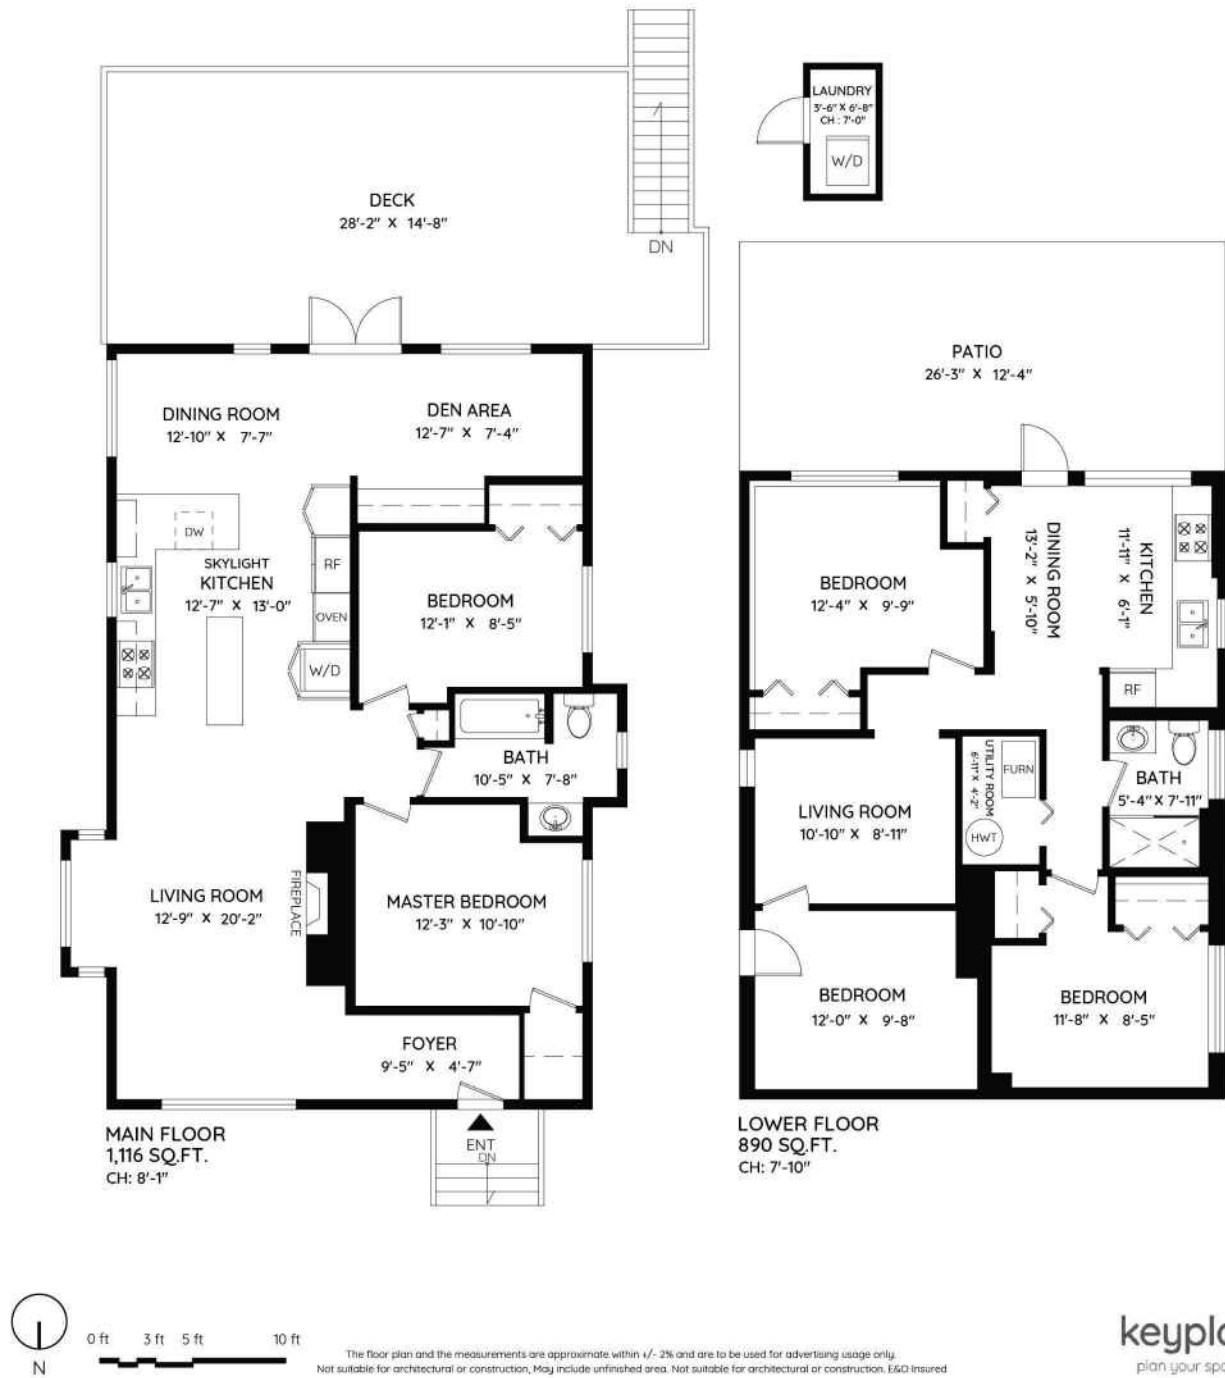 DECK
28'-2" X 14'-8"
DN
LAUNDRY
3'-6" X 6'-8"
CH : 7'-0"
W/D
DINING ROOM
12'-10" X 7'-7"
DEN AREA
12'-7" X 7'-4"
DW
SKYLIGHT
KITCHEN
12'-7" X 13'-0"
RF
OVEN
W/D
BEDROOM
12'-1" X 8'-5"
BATH
10'-5" X 7'-8"
LIVING ROOM
12'-9" X 20'-2"
FIREPLACE
MASTER BEDROOM
12'-3" X 10'-10"
FOYER
9'-5" X 4'-7"
ENT
DN
MAIN FLOOR
1,116 SQ.FT.
CH: 8'-1"
PATIO
26'-3" X 12'-4"
BEDROOM
12'-4" X 9'-9"
DINING ROOM
13'-2" X 5'-10"
KITCHEN
11'-11" X 6'-1"
RF
LIVING ROOM
10'-10" X 8'-11"
UTILITY ROOM
6'-11" X 4'-2"
FURN
HWT
BATH
5'-4" X 7'-11"
BEDROOM
12'-0" X 9'-8"
BEDROOM
11'-8" X 8'-5"
LOWER FLOOR
890 SQ.FT.
CH: 7'-10"
N
0 ft 3 ft 5 ft 10 ft
The floor plan and the measurements are approximate within +/- 2% and are to be used for advertising usage only.
Not suitable for architectural or construction, May include unfinished area. Not suitable for architectural or construction. E&O Insured
keypla
plan your spa